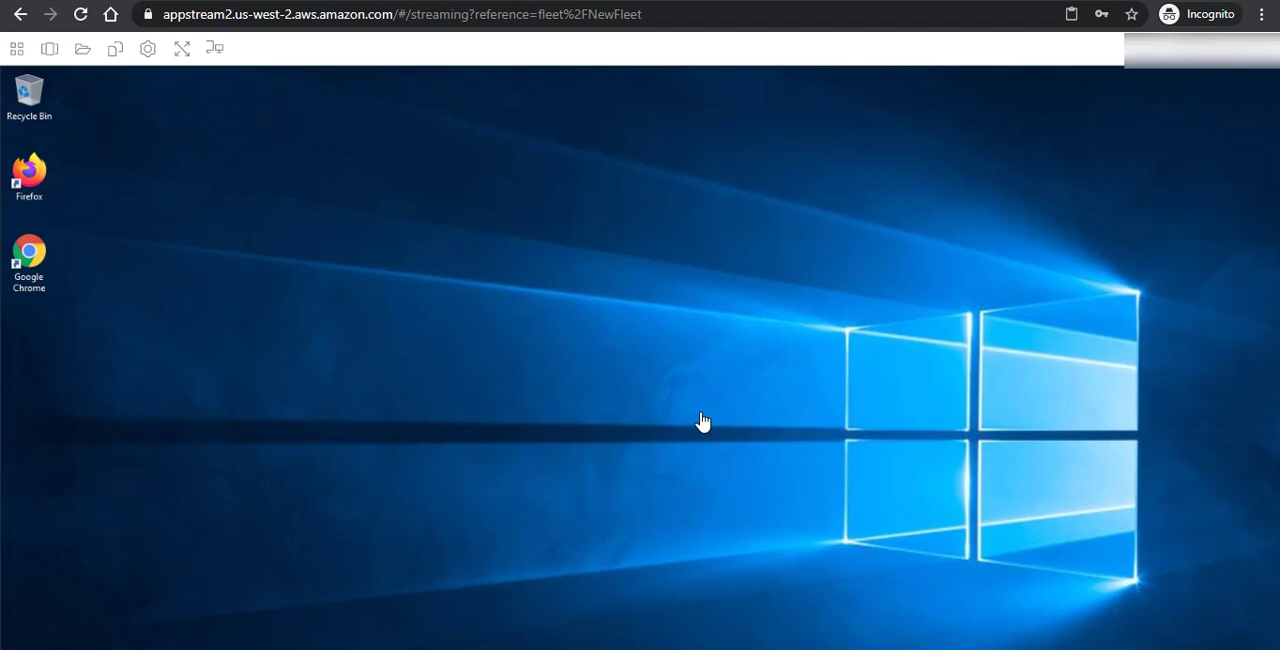 appstream2.us-west-2.aws.amazon.com/#/streaming?reference=fleet%2FNewFleet
Incognito
Recycle Bin
Firefox
Google
Chrome